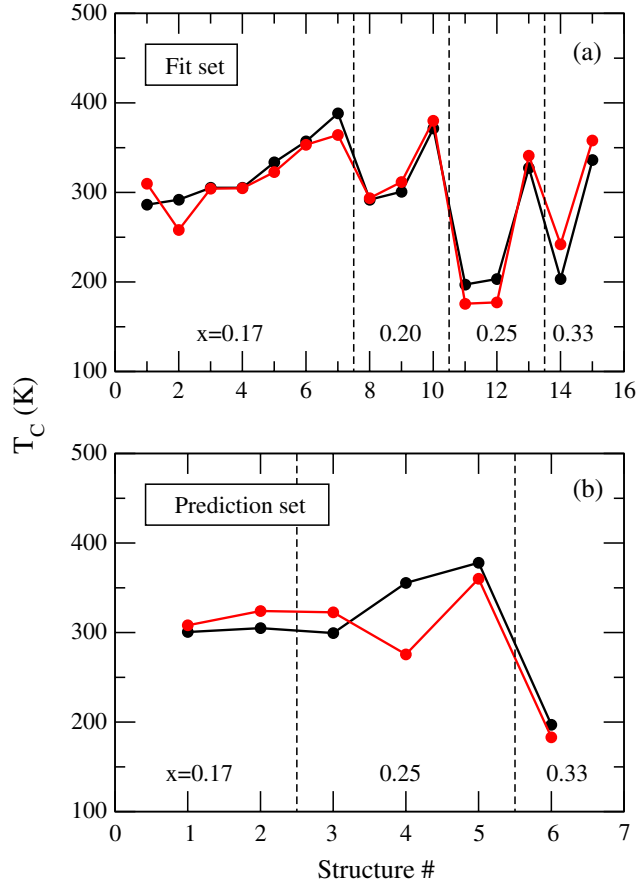 500
(a)
Fit set
400
300
200
x=0.17 0.20 0.25 0.33
100
0 2 4 6 8 10 12 14 16
T_C (K)
500
(b)
Prediction set
400
300
200
x=0.17 0.25 0.33
100
0 1 2 3 4 5 6 7
Structure #